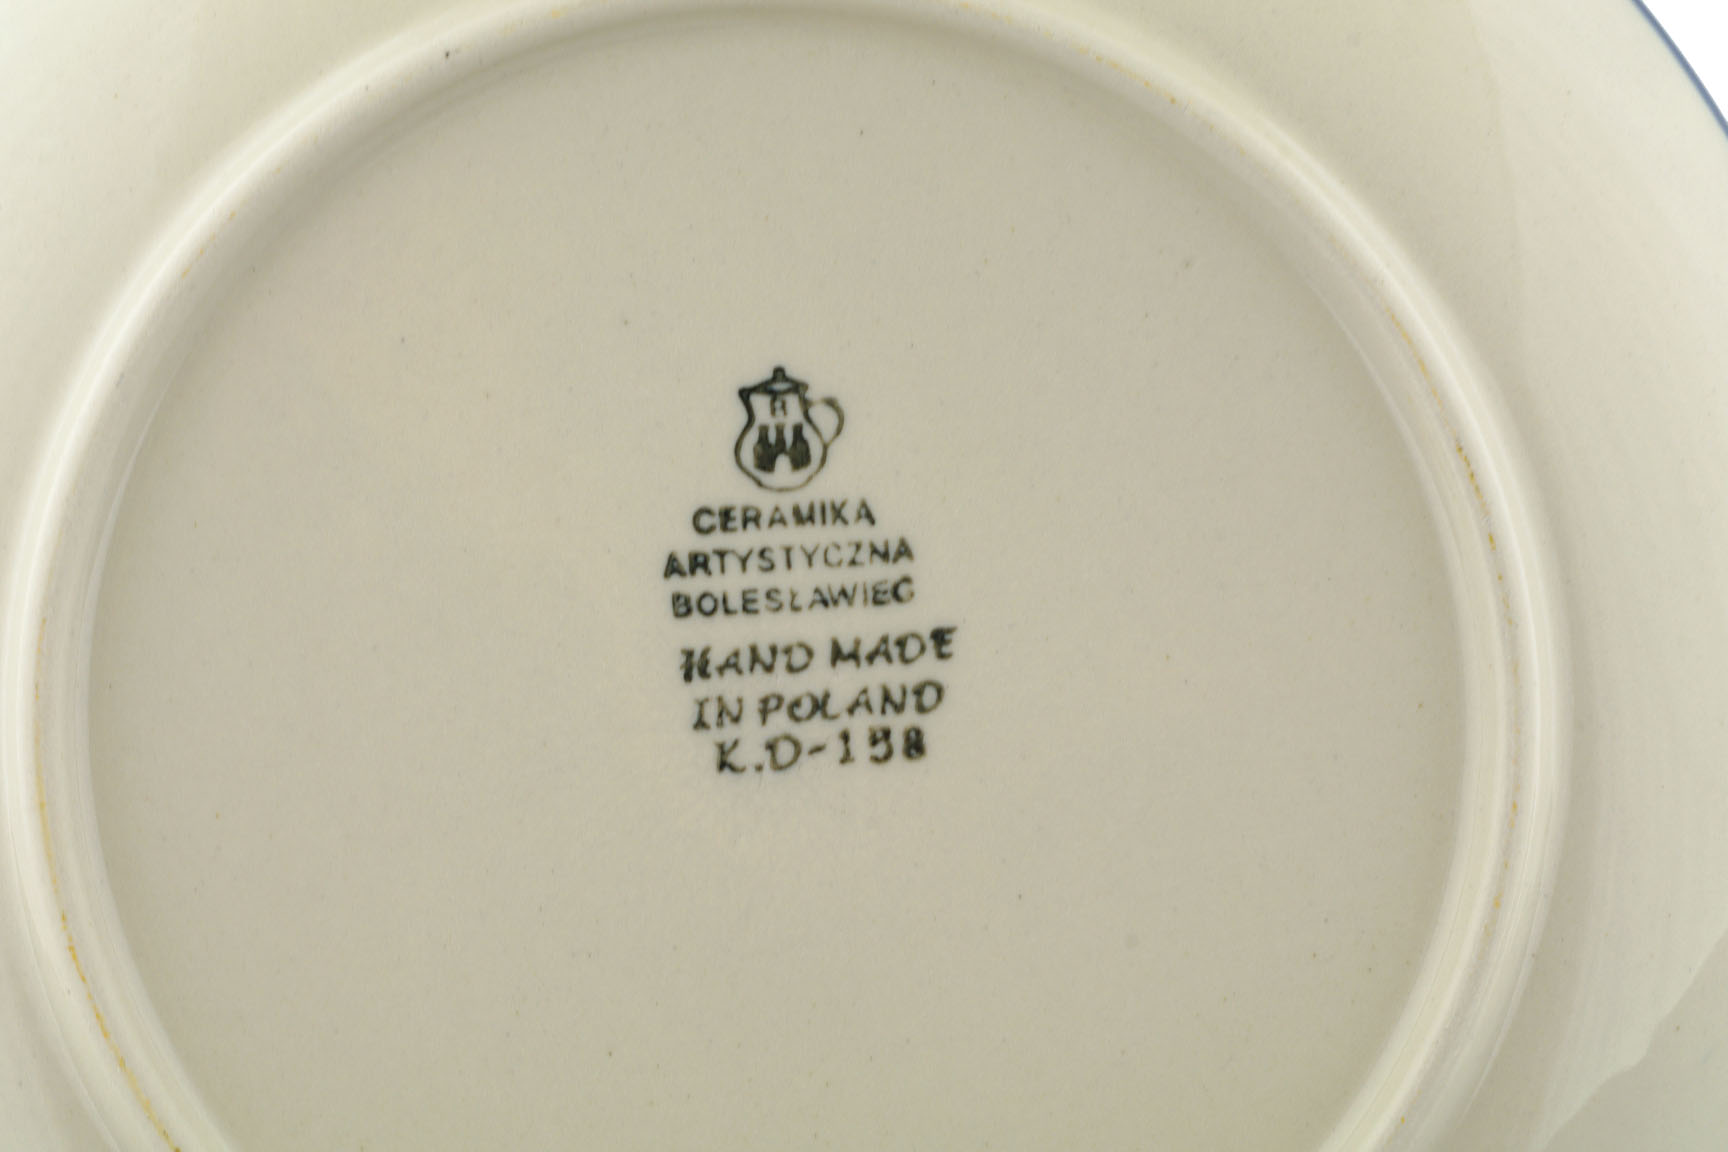 CERAMIKA
ARTYSTYCZNA
BOLESŁAWIEC
HAND MADE
IN POLAND
K.D-158